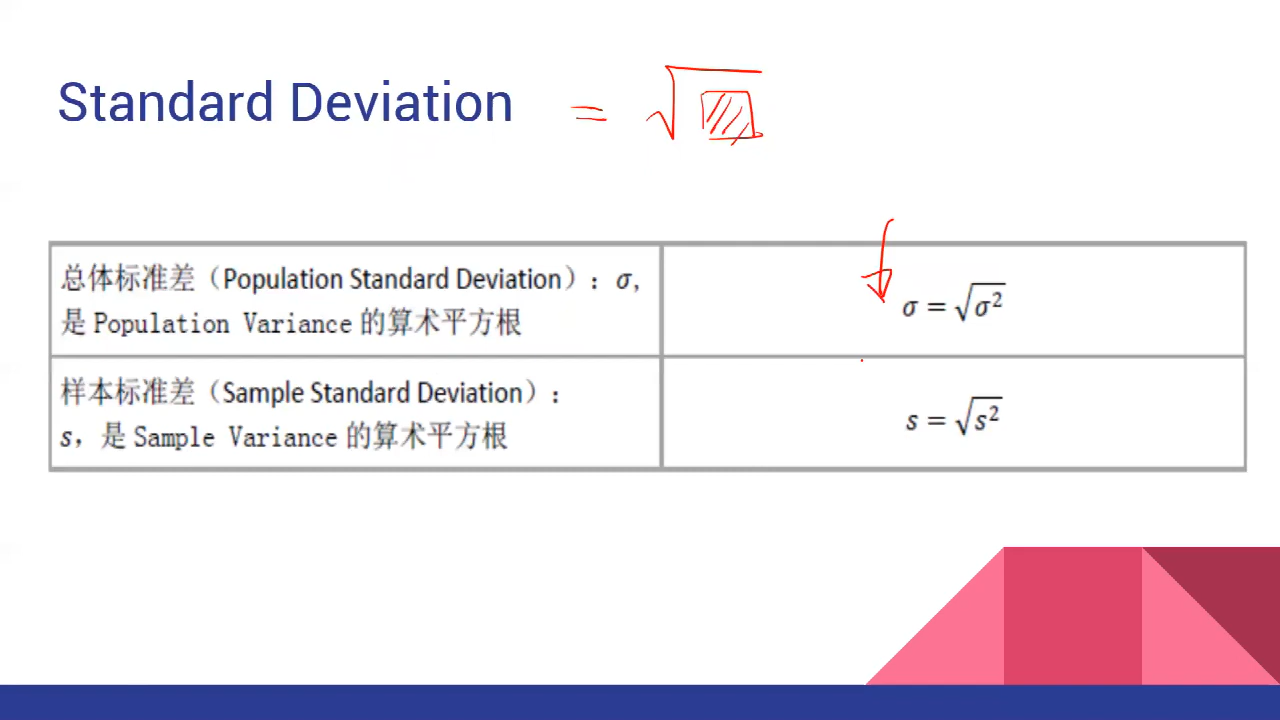 Standard Deviation = √
总体标准差（Population Standard Deviation）：σ,
是 Population Variance 的算术平方根
σ = √σ²
样本标准差（Sample Standard Deviation）：
s，是 Sample Variance 的算术平方根
s = √s²